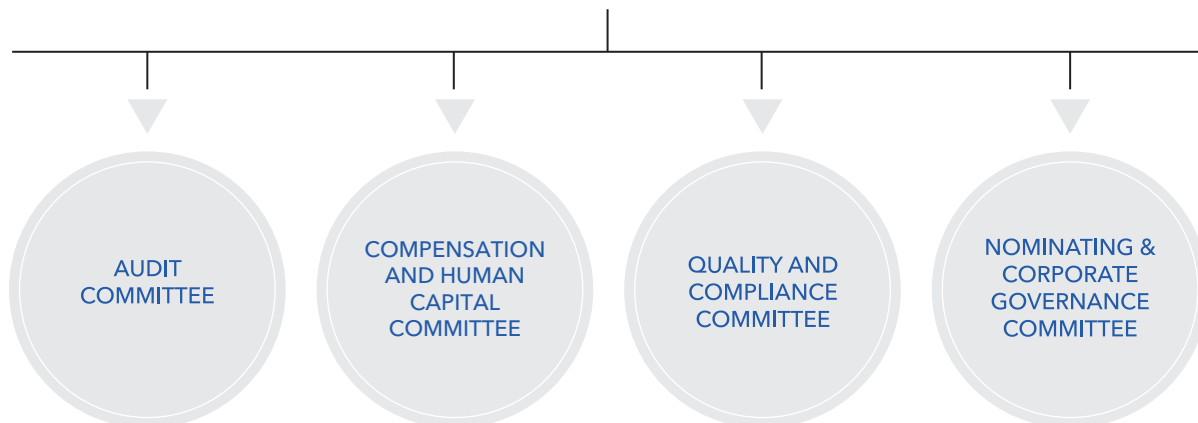 AUDIT
COMMITTEE
COMPENSATION
AND HUMAN
CAPITAL
COMMITTEE
QUALITY AND
COMPLIANCE
COMMITTEE
NOMINATING &
CORPORATE
GOVERNANCE
COMMITTEE